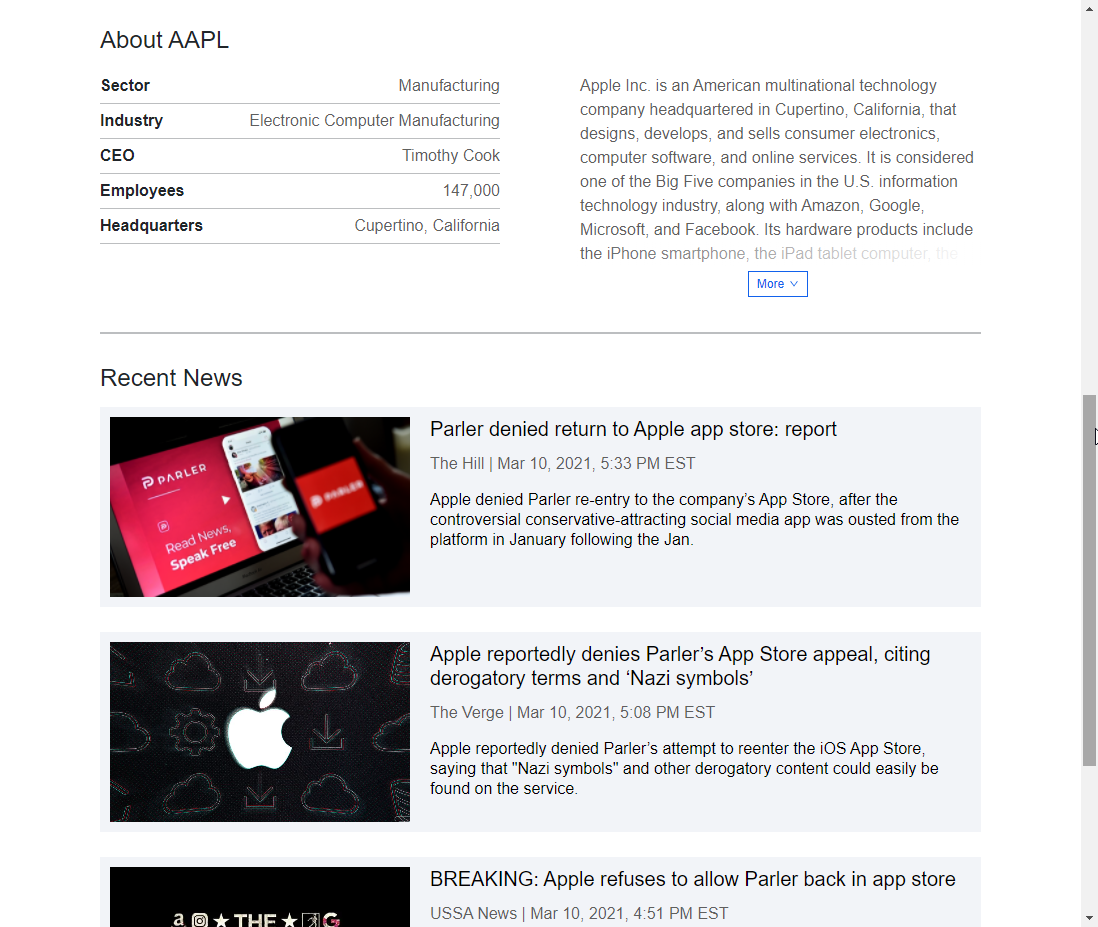 About AAPL
Sector Manufacturing
Industry Electronic Computer Manufacturing
CEO Timothy Cook
Employees 147,000
Headquarters Cupertino, California
Apple Inc. is an American multinational technology
company headquartered in Cupertino, California, that
designs, develops, and sells consumer electronics,
computer software, and online services. It is considered
one of the Big Five companies in the U.S. information
technology industry, along with Amazon, Google,
Microsoft, and Facebook. Its hardware products include
the iPhone smartphone, the iPad tablet computer, the
More
Recent News
PARLER
Read News,
Speak Free
PARLER
Parler denied return to Apple app store: report
The Hill | Mar 10, 2021, 5:33 PM EST
Apple denied Parler re-entry to the company’s App Store, after the
controversial conservative-attracting social media app was ousted from the
platform in January following the Jan.
Apple reportedly denies Parler’s App Store appeal, citing
derogatory terms and ‘Nazi symbols’
The Verge | Mar 10, 2021, 5:08 PM EST
Apple reportedly denied Parler’s attempt to reenter the iOS App Store,
saying that "Nazi symbols" and other derogatory content could easily be
found on the service.
a ★ THE ★ G
BREAKING: Apple refuses to allow Parler back in app store
USSA News | Mar 10, 2021, 4:51 PM EST